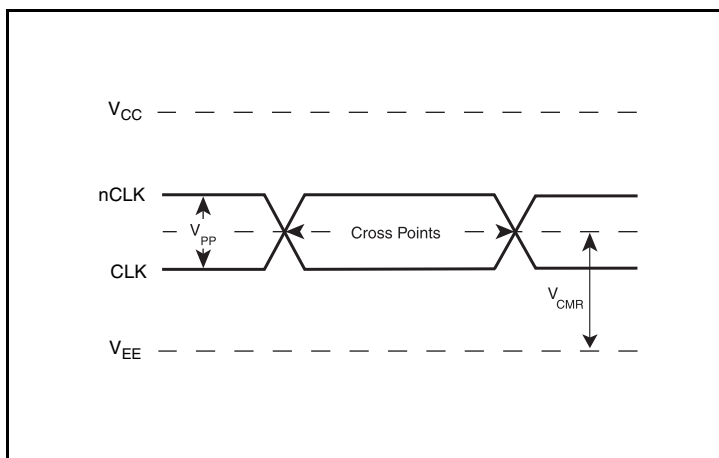 VCC
nCLK
VPP
Cross Points
CLK
VCMR
VEE